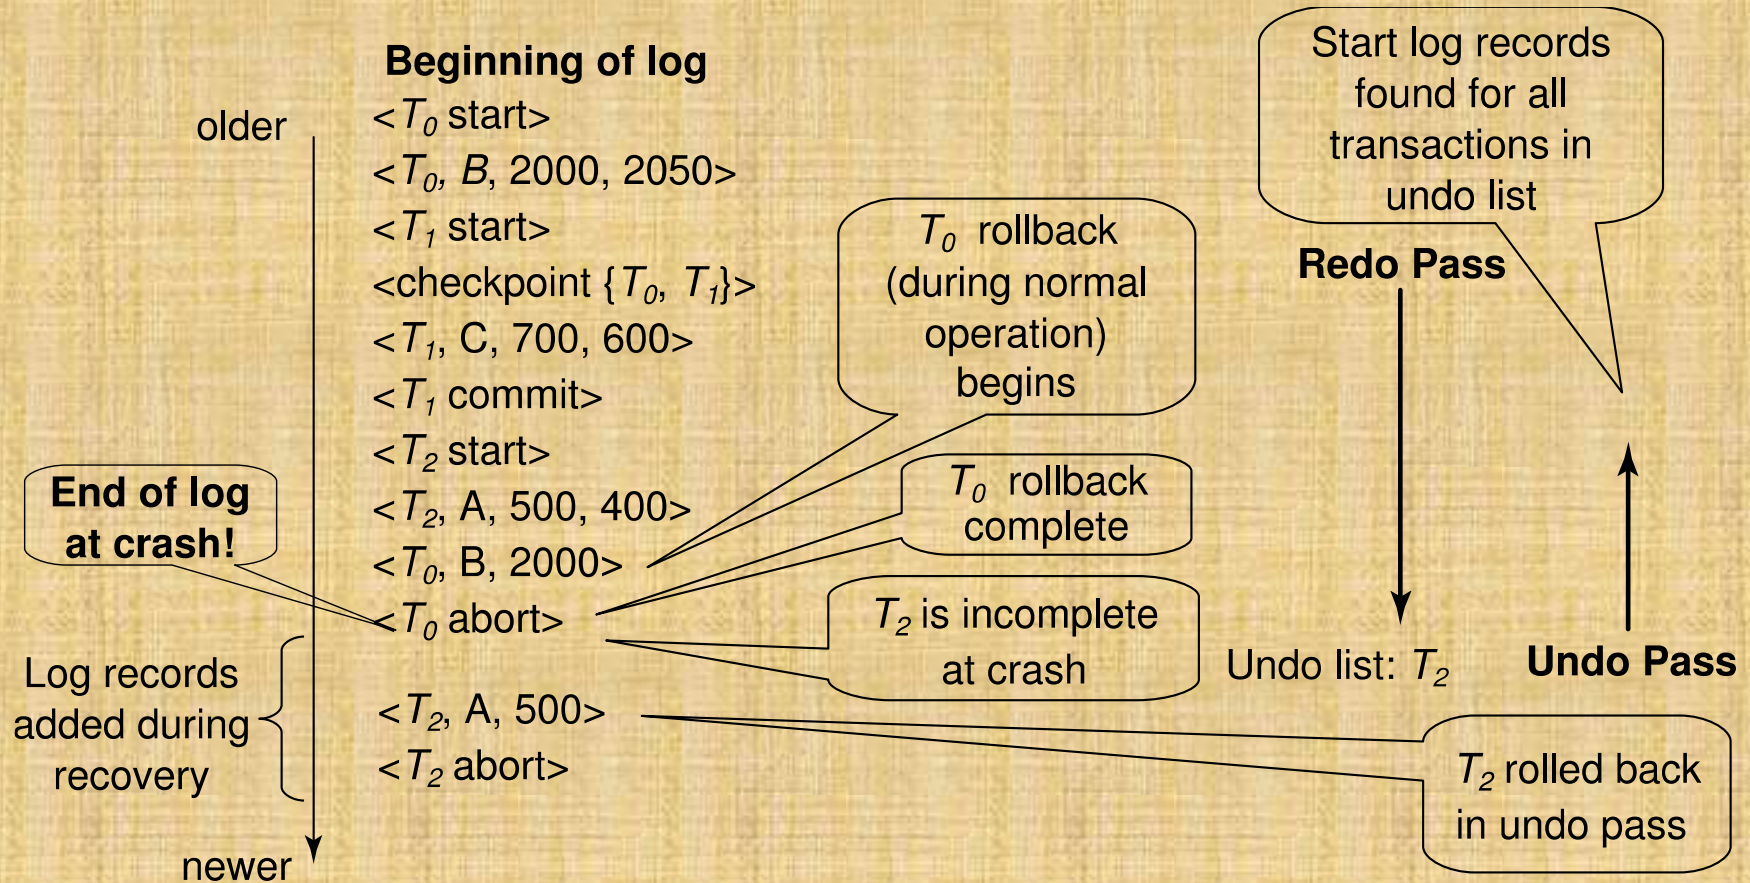 Beginning of log
older
<T0 start>
<T0, B, 2000, 2050>
<T1 start>
<checkpoint {T0, T1}>
<T1, C, 700, 600>
<T1 commit>
<T2 start>
<T2, A, 500, 400>
<T0, B, 2000>
<T0 abort>
<T2, A, 500>
<T2 abort>
newer
End of log
at crash!
Log records
added during
recovery
T0 rollback
(during normal
operation)
begins
T0 rollback
complete
T2 is incomplete
at crash
Start log records
found for all
transactions in
undo list
Redo Pass
Undo list: T2
Undo Pass
T2 rolled back
in undo pass